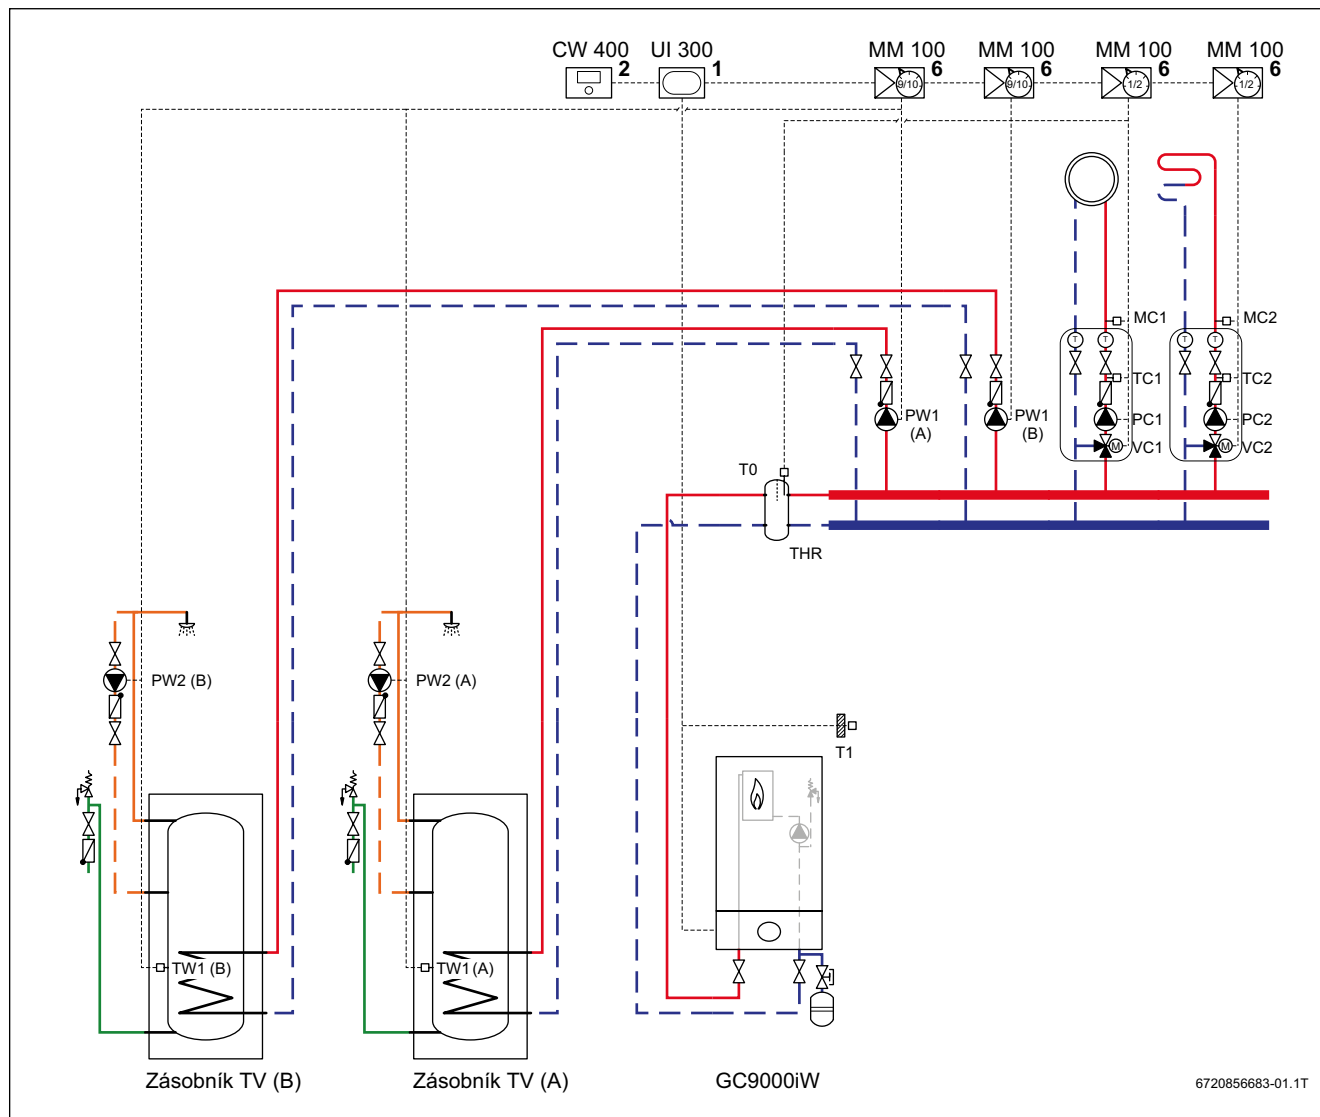 CW 400 UI 300 MM 100 MM 100 MM 100 MM 100
2 1 6 6 6 6
9/10 9/10 1/2 1/2
MC1 MC2
T T T T
TC1 TC2
PW1 (A) PW1 (B) PC1 PC2
M VC1 M VC2
T0
THR
PW2 (B) PW2 (A)
T1
TW1 (B) TW1 (A)
Zásobník TV (B) Zásobník TV (A) GC9000iW
6720856683-01.1T